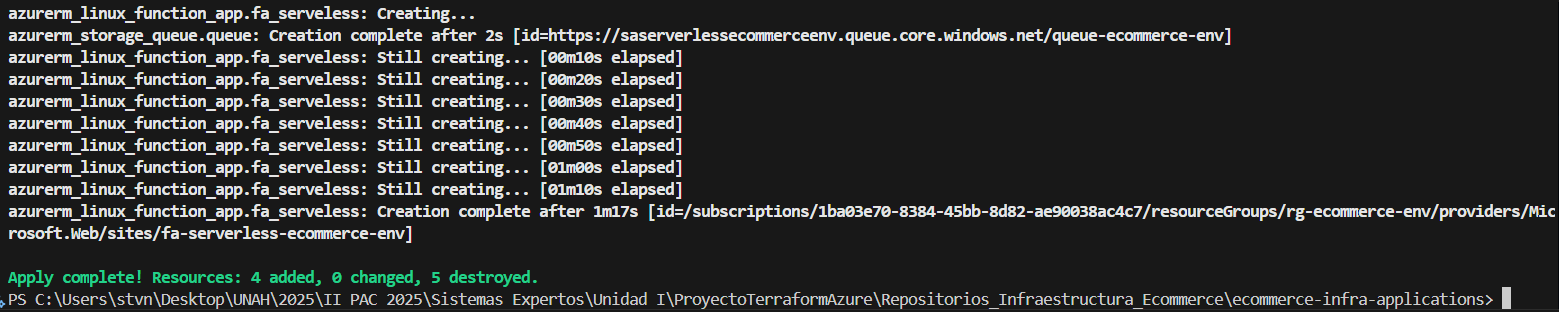 azurerm_linux_function_app.fa_serveless: Creating...
azurerm_storage_queue.queue: Creation complete after 2s [id=https://saserverlessecommerceenv.queue.core.windows.net/queue-ecommerce-env]
azurerm_linux_function_app.fa_serveless: Still creating... [00m10s elapsed]
azurerm_linux_function_app.fa_serveless: Still creating... [00m20s elapsed]
azurerm_linux_function_app.fa_serveless: Still creating... [00m30s elapsed]
azurerm_linux_function_app.fa_serveless: Still creating... [00m40s elapsed]
azurerm_linux_function_app.fa_serveless: Still creating... [00m50s elapsed]
azurerm_linux_function_app.fa_serveless: Still creating... [01m00s elapsed]
azurerm_linux_function_app.fa_serveless: Still creating... [01m10s elapsed]
azurerm_linux_function_app.fa_serveless: Creation complete after 1m17s [id=/subscriptions/1ba03e70-8384-45bb-8d82-ae90038ac4c7/resourceGroups/rg-ecommerce-env/providers/Mic
rosoft.Web/sites/fa-serverless-ecommerce-env]
Apply complete! Resources: 4 added, 0 changed, 5 destroyed.
PS C:\Users\stvn\Desktop\UNAH\2025\II PAC 2025\Sistemas Expertos\Unidad I\ProyectoTerraformAzure\Repositorios_Infraestructura_Ecommerce\ecommerce-infra-applications>